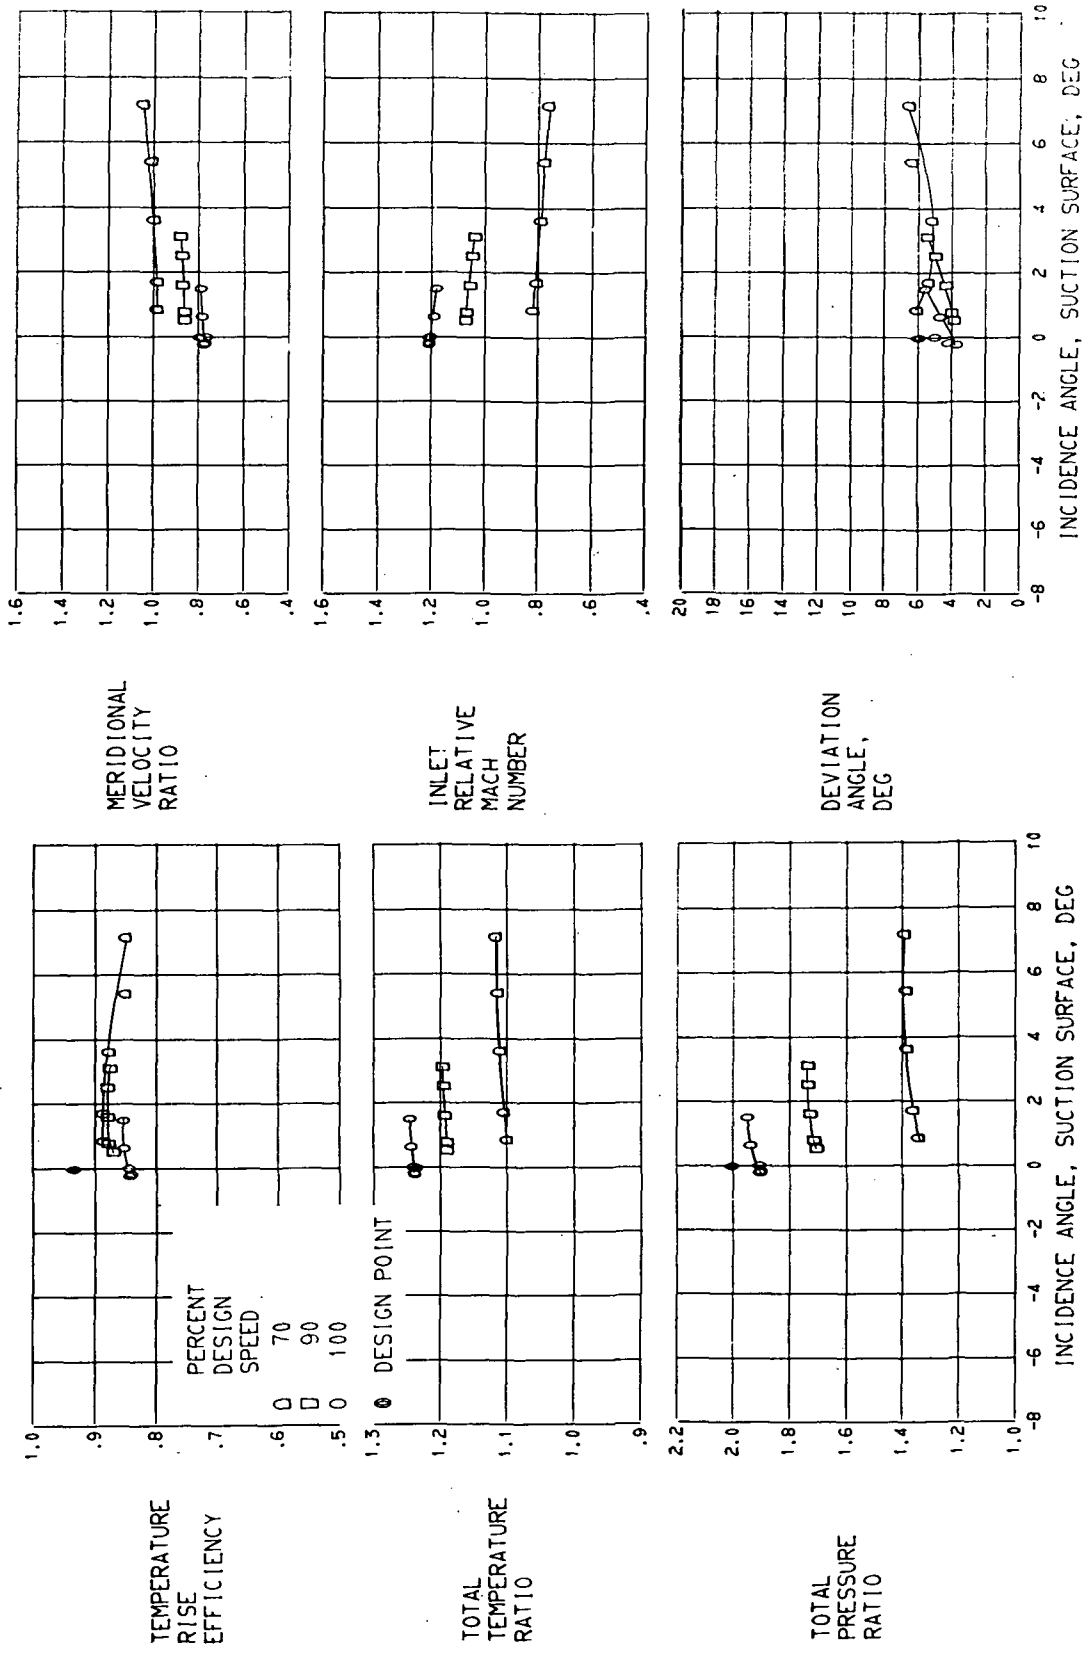 TEMPERATURE
RISE
EFFICIENCY
1.0
.9
.8
.7
.6
.5
PERCENT
DESIGN
SPEED
70
90
100
DESIGN POINT
TOTAL
TEMPERATURE
RATIO
1.3
1.2
1.1
1.0
.9
TOTAL
PRESSURE
RATIO
2.2
2.0
1.8
1.6
1.4
1.2
1.0
-8 -6 -4 -2 0 2 4 6 8 10
INCIDENCE ANGLE, SUCTION SURFACE, DEG
MERIDIONAL
VELOCITY
RATIO
1.6
1.4
1.2
1.0
.8
.6
.4
INLET
RELATIVE
MACH
NUMBER
1.6
1.4
1.2
1.0
.8
.6
.4
DEVIATION
ANGLE,
DEG
20
18
16
14
12
10
8
6
4
2
0
-8 -6 -4 -2 0 2 4 6 8 10
INCIDENCE ANGLE, SUCTION SURFACE, DEG